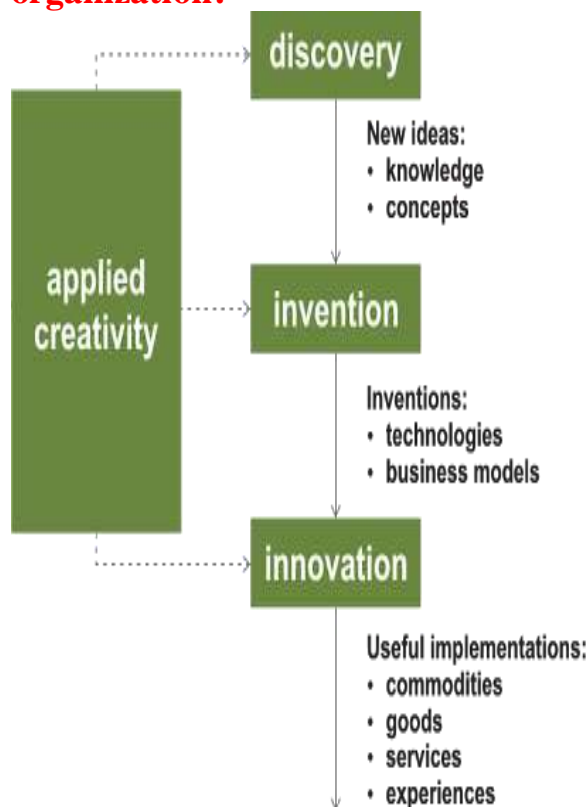 organization?
discovery
New ideas:
• knowledge
• concepts
applied
creativity
invention
Inventions:
• technologies
• business models
innovation
Useful implementations:
• commodities
• goods
• services
• experiences